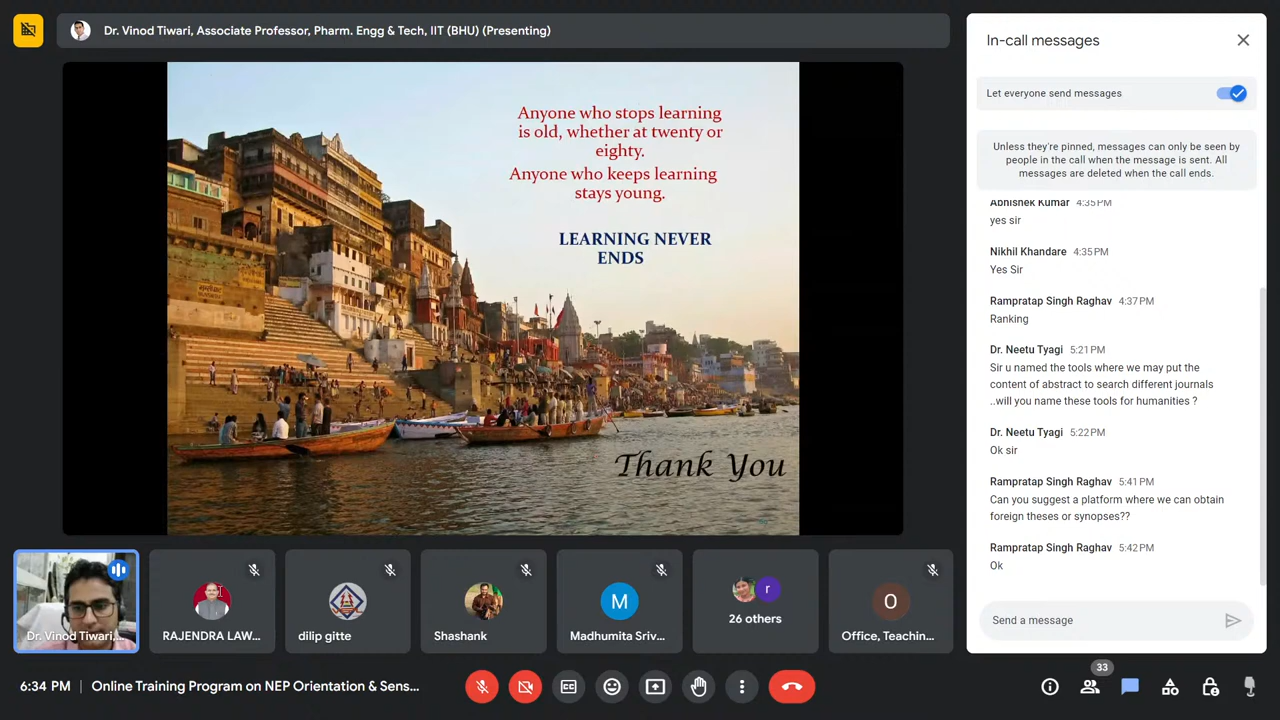 Dr. Vinod Tiwari, Associate Professor, Pharm. Engg & Tech, IIT (BHU) (Presenting)
Anyone who stops learning
is old, whether at twenty or
eighty.
Anyone who keeps learning
stays young.
LEARNING NEVER
ENDS
Thank You
Dr. Vinod Tiwari,...
RAJENDRA LAW...
dilip gitte
Shashank
M
Madhumita Sriv...
r
26 others
O
Office, Teachin...
6:34 PM
Online Training Program on NEP Orientation & Sens...
33
In-call messages
Let everyone send messages
Unless they're pinned, messages can only be seen by
people in the call when the message is sent. All
messages are deleted when the call ends.
Abhishek Kumar 4:35 PM
yes sir
Nikhil Khandare 4:35 PM
Yes Sir
Rampratap Singh Raghav 4:37 PM
Ranking
Dr. Neetu Tyagi 5:21 PM
Sir u named the tools where we may put the
content of abstract to search different journals
..will you name these tools for humanities ?
Dr. Neetu Tyagi 5:22 PM
Ok sir
Rampratap Singh Raghav 5:41 PM
Can you suggest a platform where we can obtain
foreign theses or synopses??
Rampratap Singh Raghav 5:42 PM
Ok
Send a message